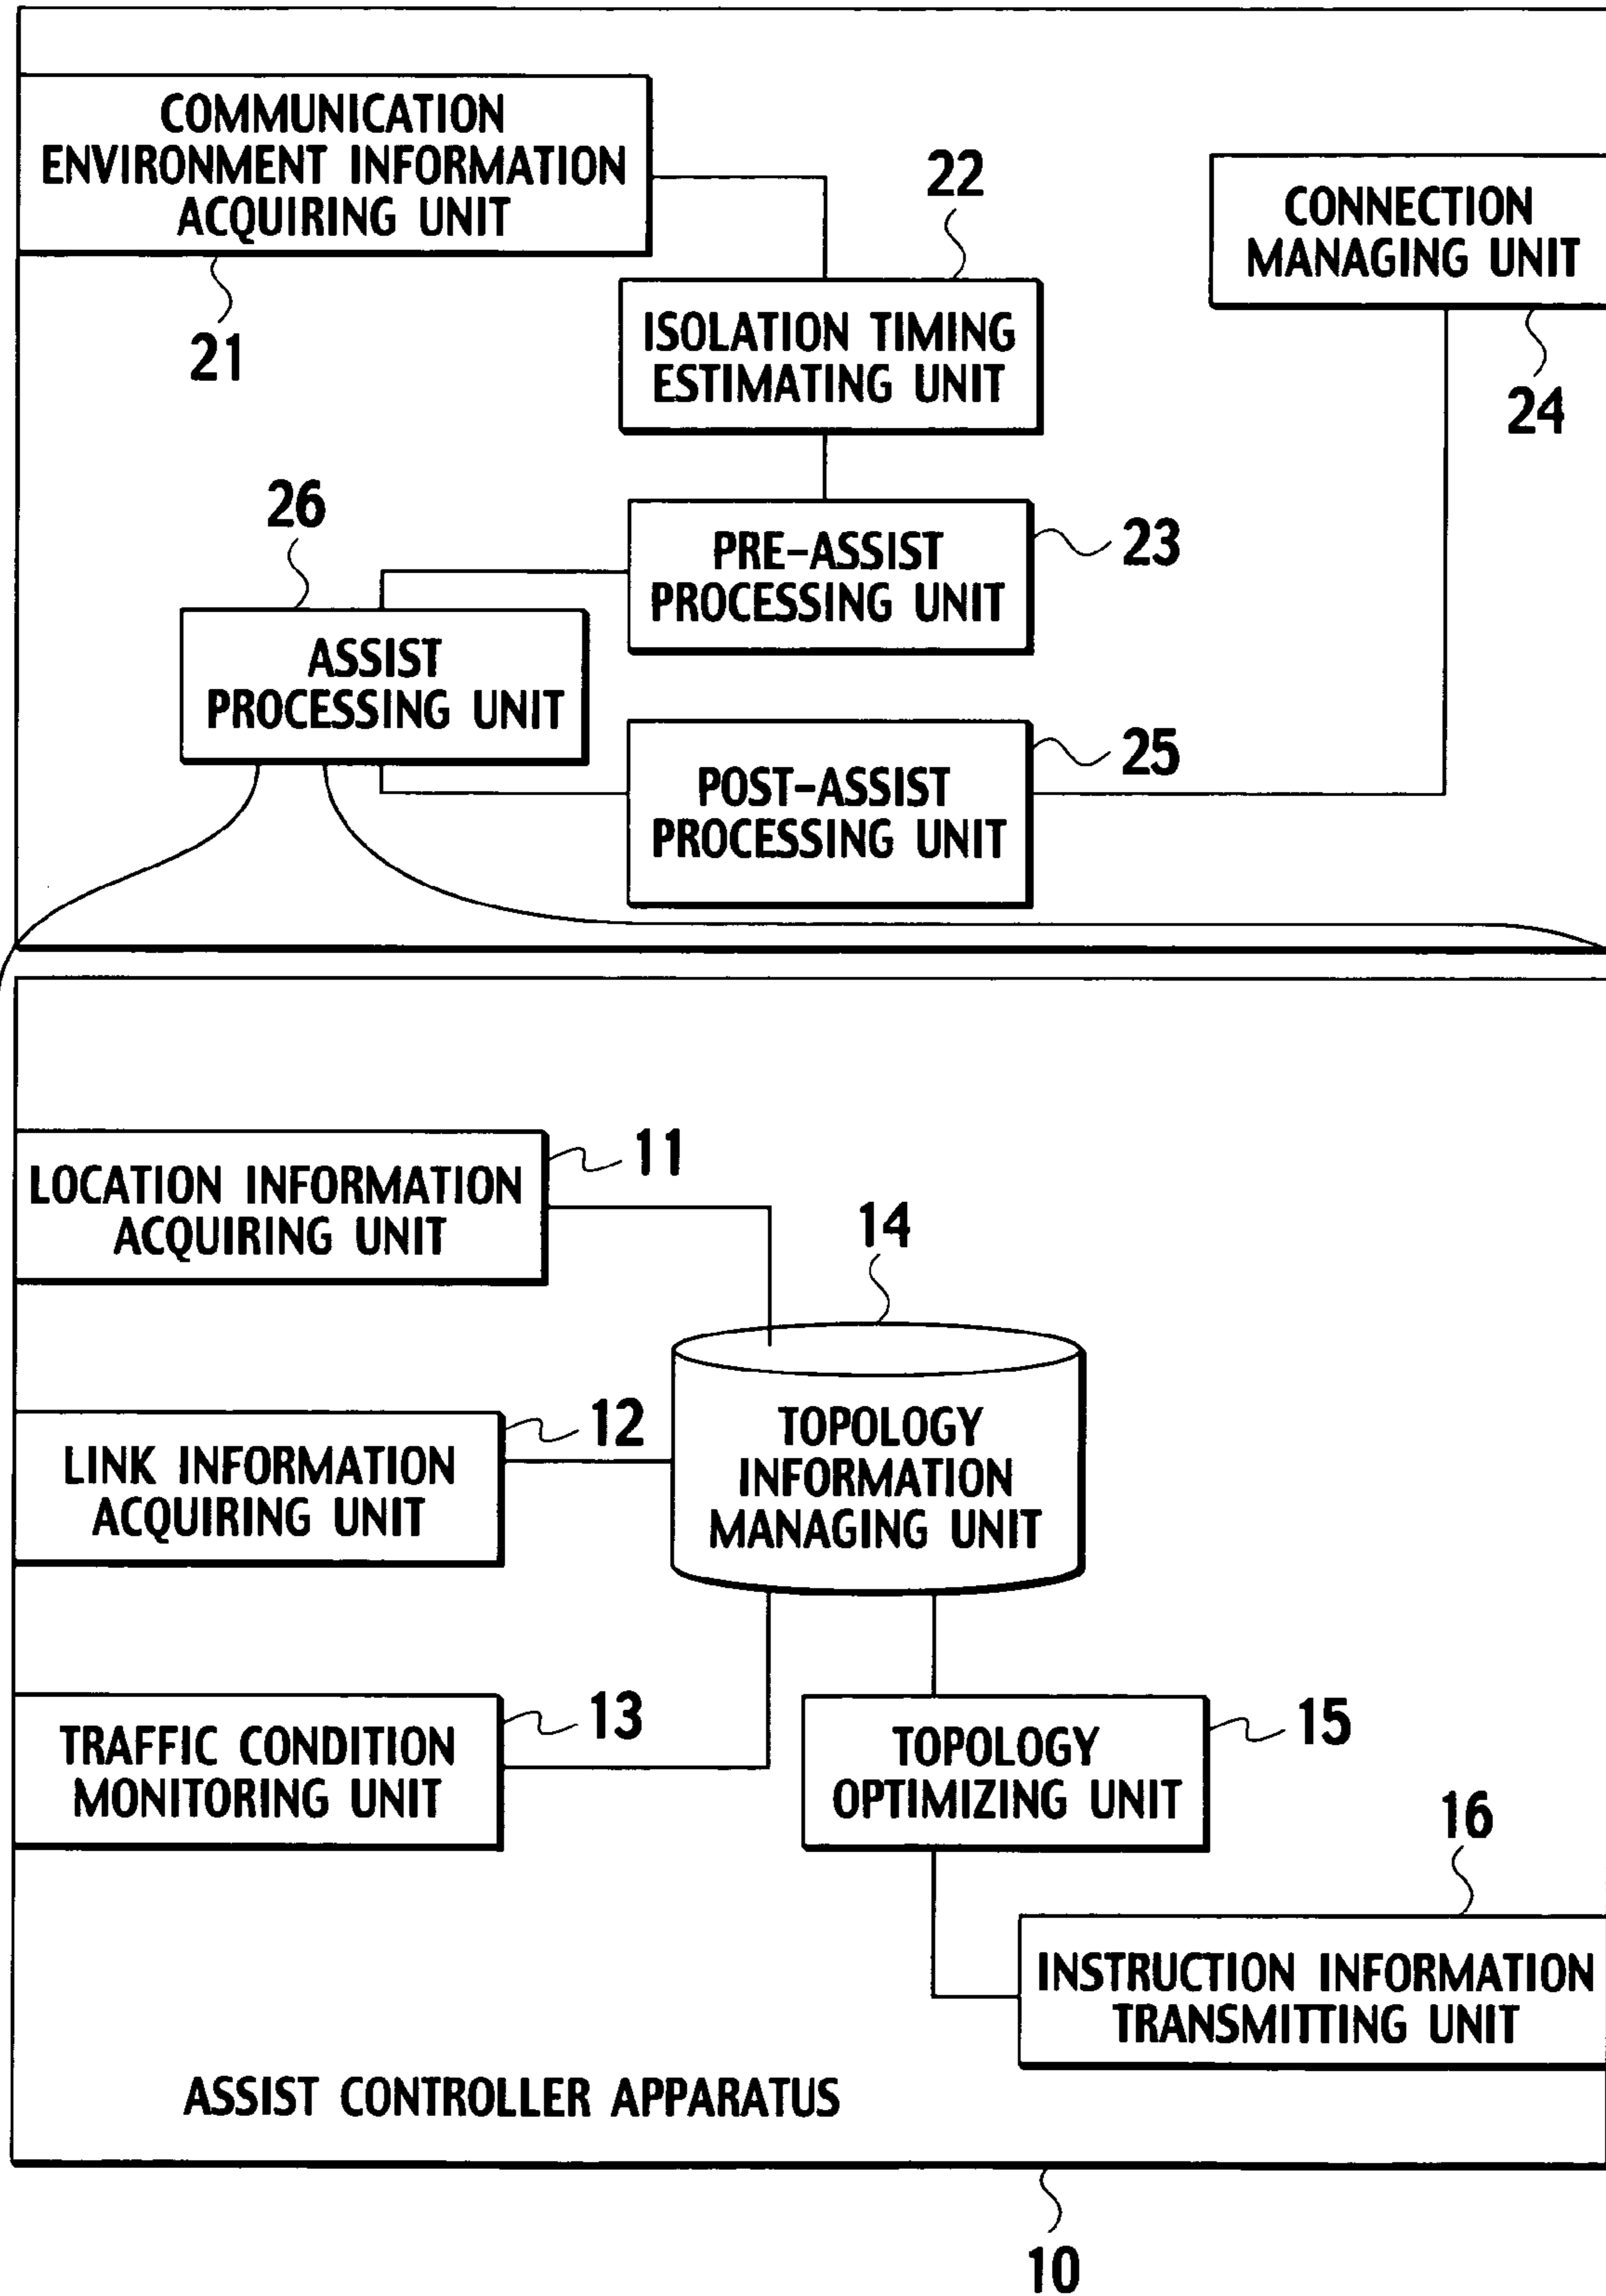 COMMUNICATION
ENVIRONMENT INFORMATION
ACQUIRING UNIT
21
22
ISOLATION TIMING
ESTIMATING UNIT
CONNECTION
MANAGING UNIT
24
26
PRE-ASSIST
PROCESSING UNIT
23
ASSIST
PROCESSING UNIT
POST-ASSIST
PROCESSING UNIT
25
LOCATION INFORMATION
ACQUIRING UNIT
11
14
LINK INFORMATION
ACQUIRING UNIT
12
TOPOLOGY
INFORMATION
MANAGING UNIT
TRAFFIC CONDITION
MONITORING UNIT
13
TOPOLOGY
OPTIMIZING UNIT
15
16
INSTRUCTION INFORMATION
TRANSMITTING UNIT
ASSIST CONTROLLER APPARATUS
10